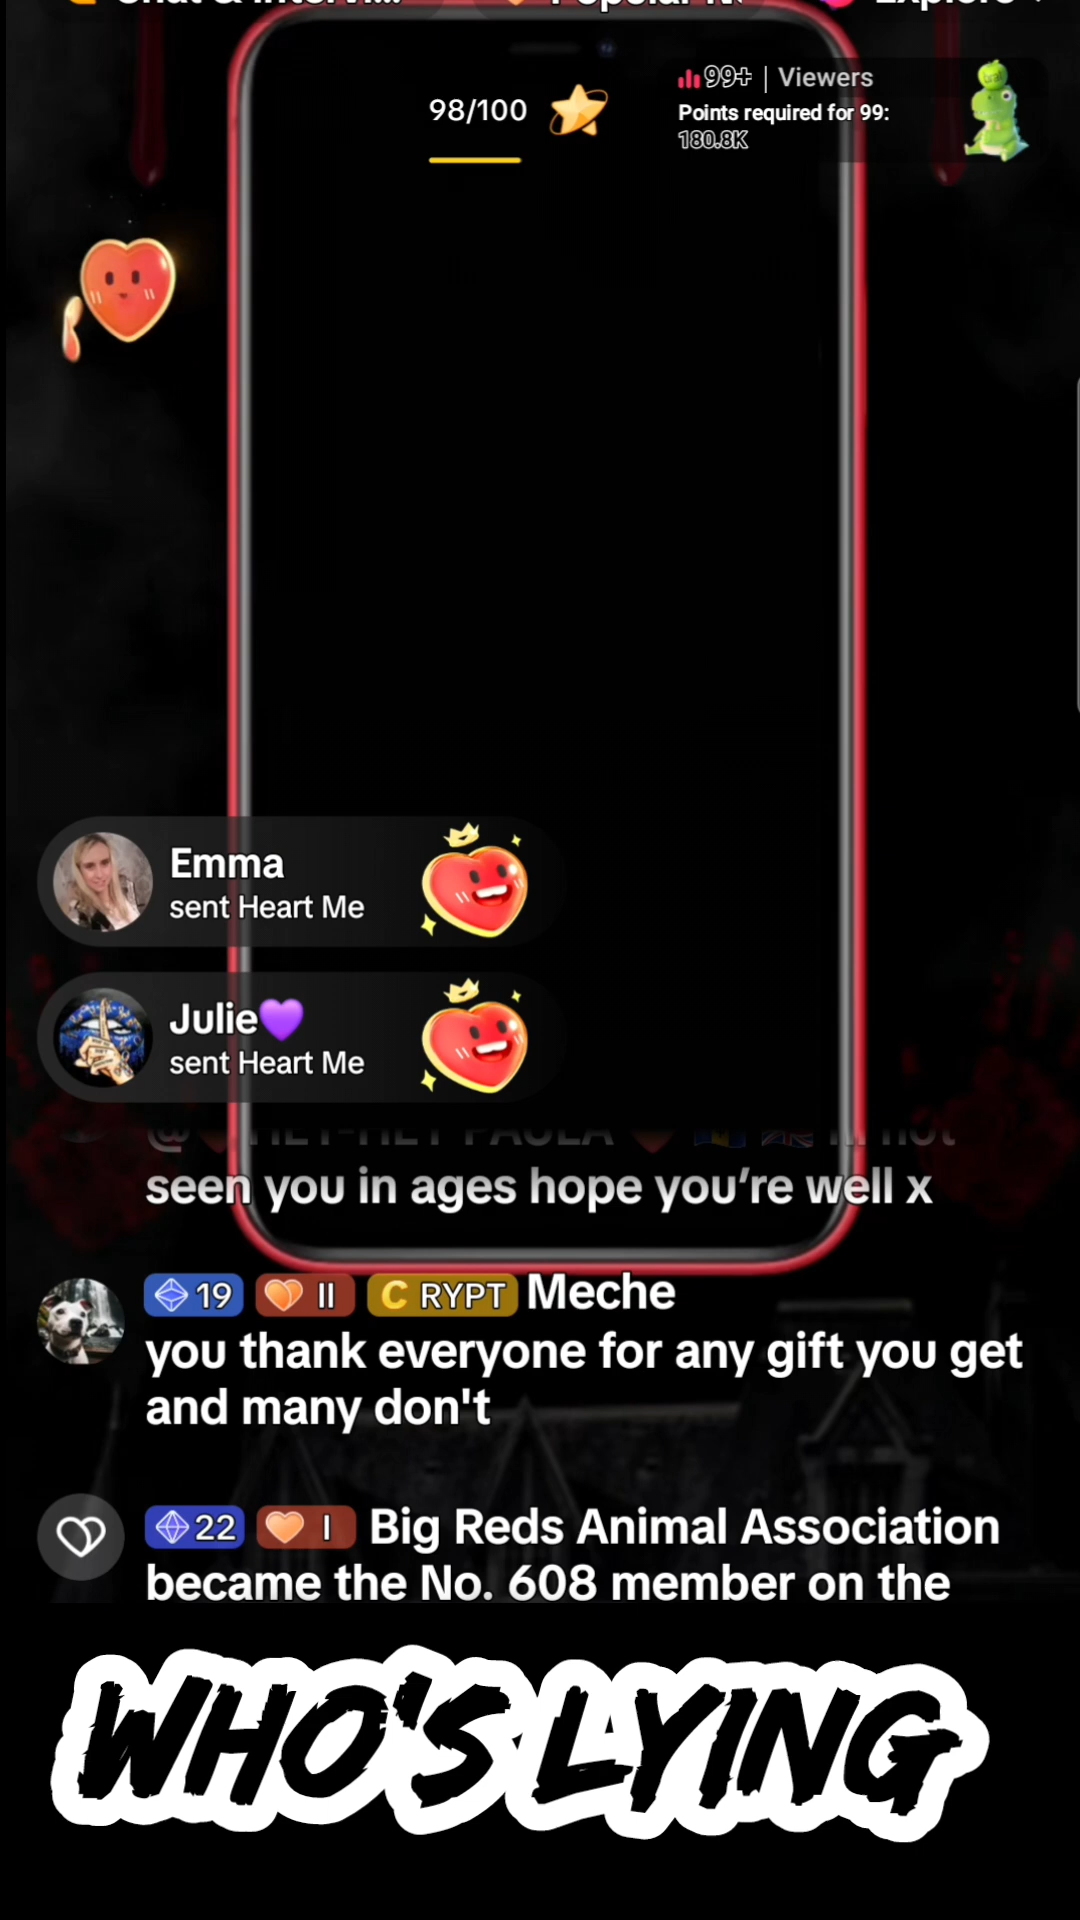 99+ | Viewers
98/100
Points required for 99:
180.8K
Emma
sent Heart Me
Julie💜
sent Heart Me
seen you in ages hope you’re well x
19 II C RYPT Meche
you thank everyone for any gift you get
and many don't
22 I Big Reds Animal Association
became the No. 608 member on the
WHO'S LYING